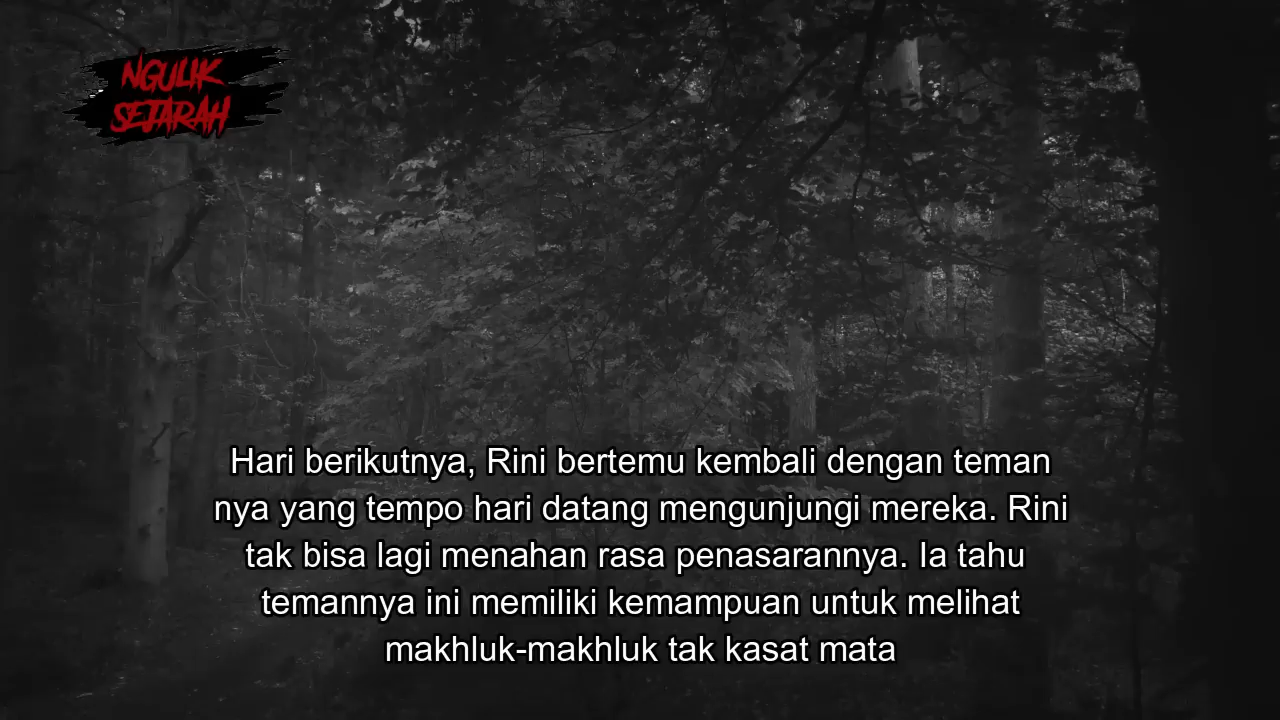 NGULIK
SEJARAH
Hari berikutnya, Rini bertemu kembali dengan teman
nya yang tempo hari datang mengunjungi mereka. Rini
tak bisa lagi menahan rasa penasarannya. Ia tahu
temannya ini memiliki kemampuan untuk melihat
makhluk-makhluk tak kasat mata